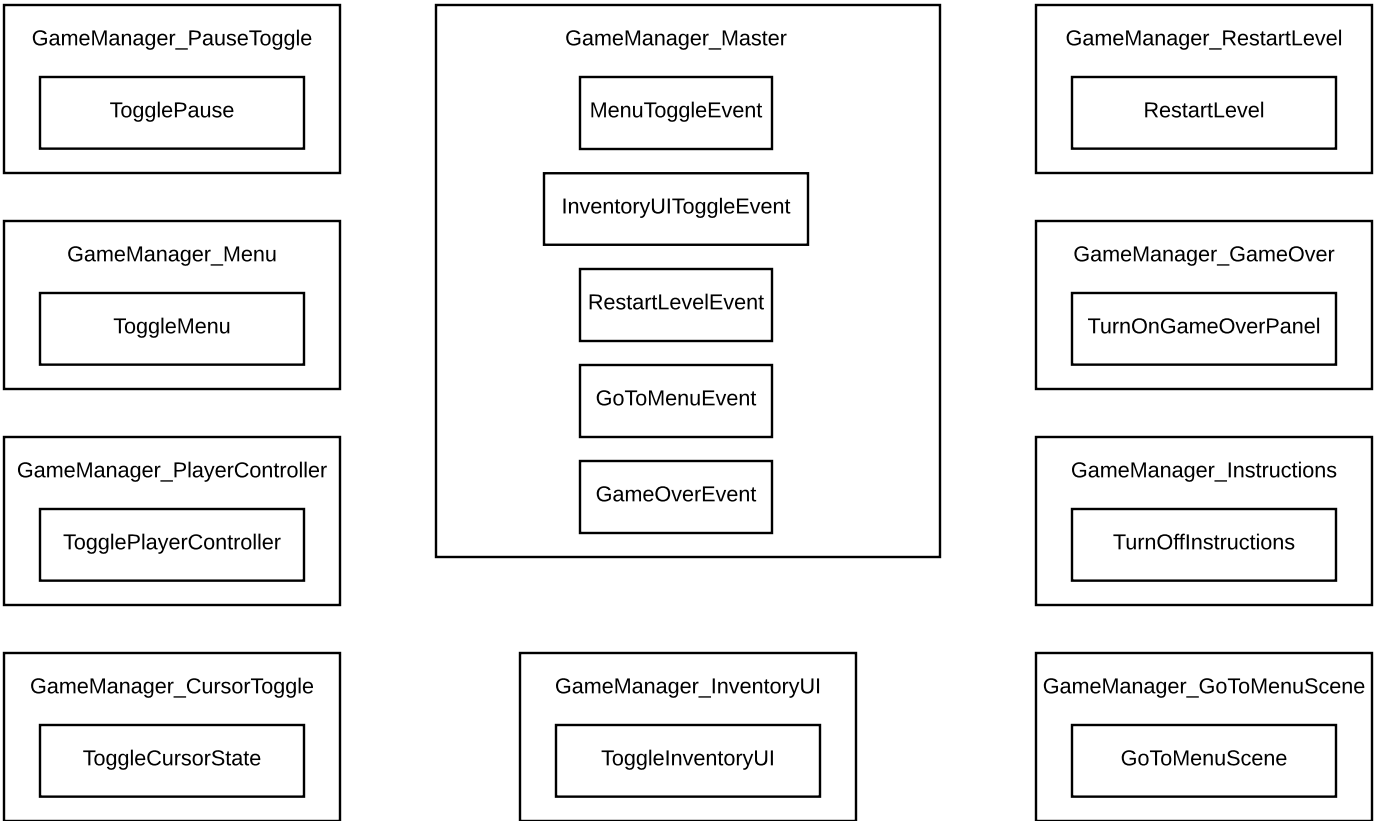 GameManager_PauseToggle
TogglePause
GameManager_Menu
ToggleMenu
GameManager_PlayerController
TogglePlayerController
GameManager_CursorToggle
ToggleCursorState
GameManager_Master
MenuToggleEvent
InventoryUIToggleEvent
RestartLevelEvent
GoToMenuEvent
GameOverEvent
GameManager_InventoryUI
ToggleInventoryUI
GameManager_RestartLevel
RestartLevel
GameManager_GameOver
TurnOnGameOverPanel
GameManager_Instructions
TurnOffInstructions
GameManager_GoToMenuScene
GoToMenuScene